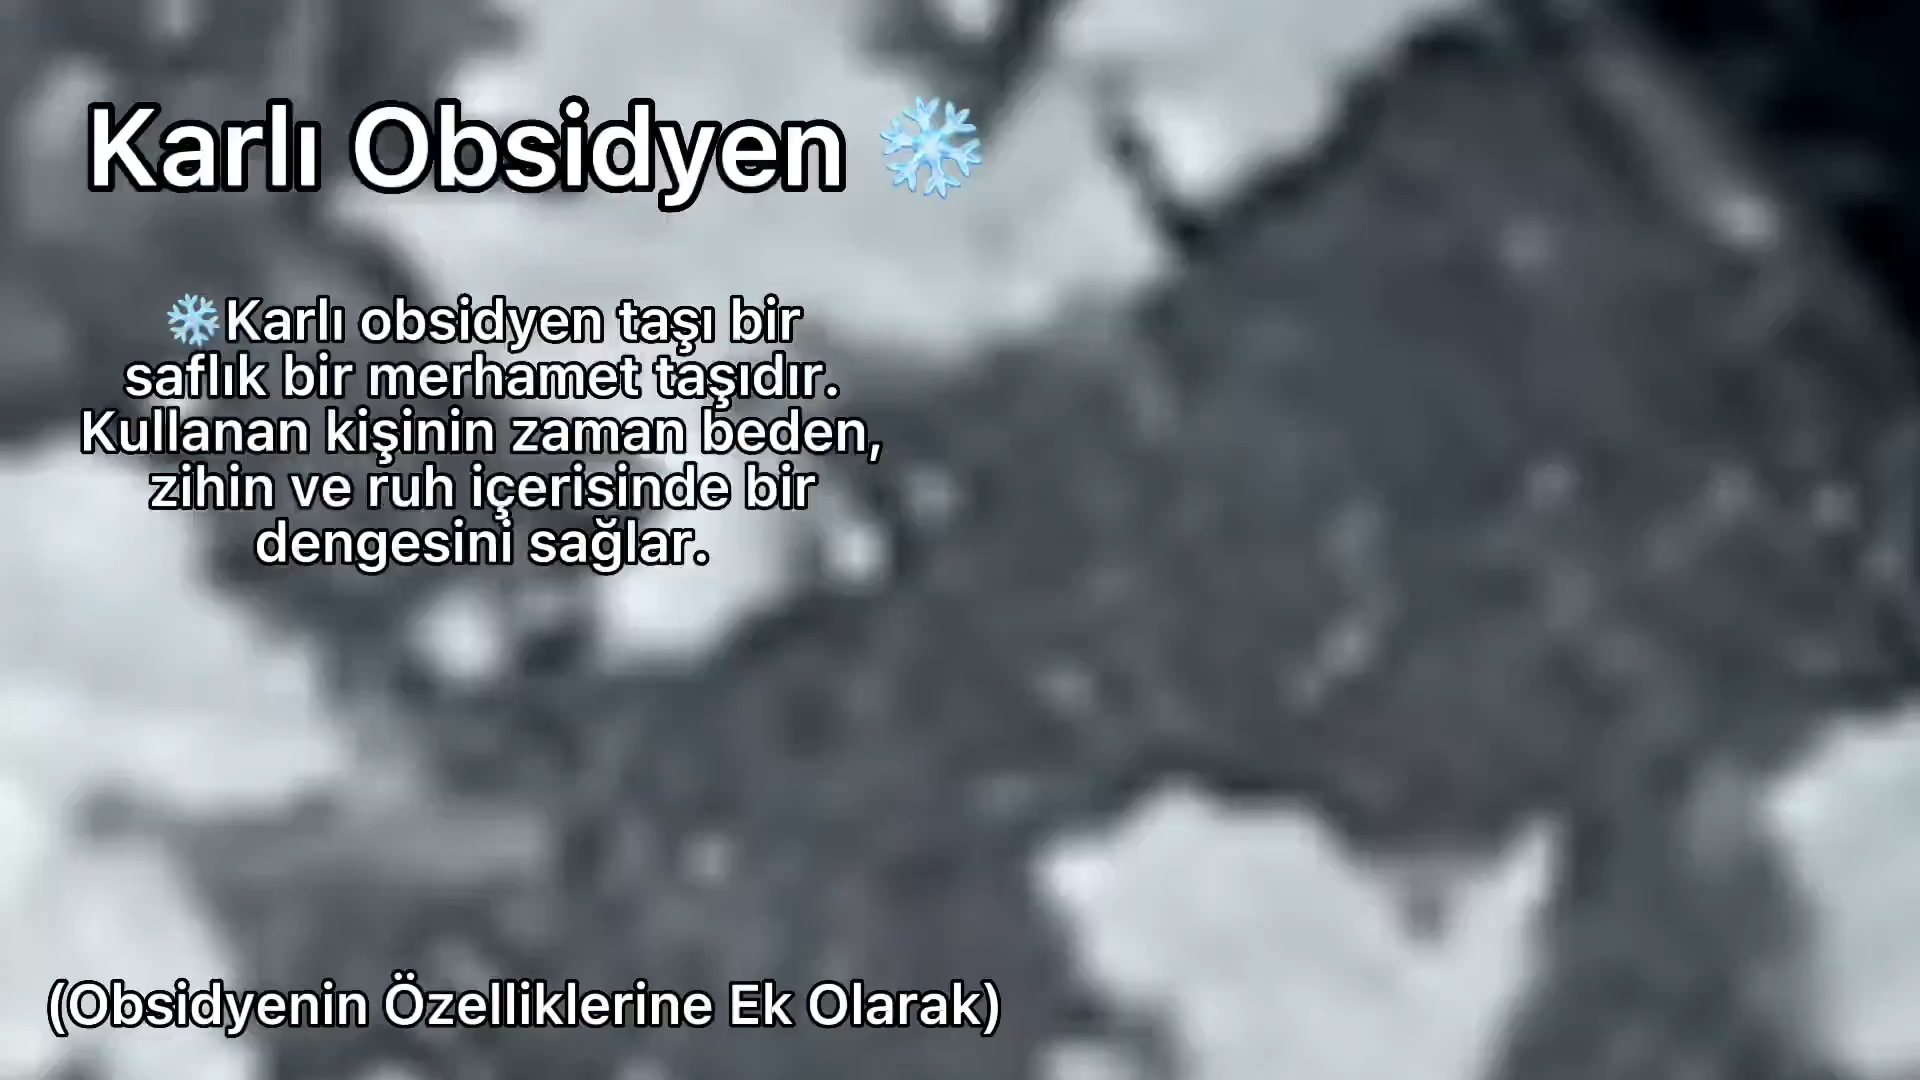 Karlı Obsidyen ❄️
❄️Karlı obsidyen taşı bir
saflık bir merhamet taşıdır.
Kullanan kişinin zaman beden,
zihin ve ruh içerisinde bir
dengesini sağlar.
(Obsidyenin Özelliklerine Ek Olarak)